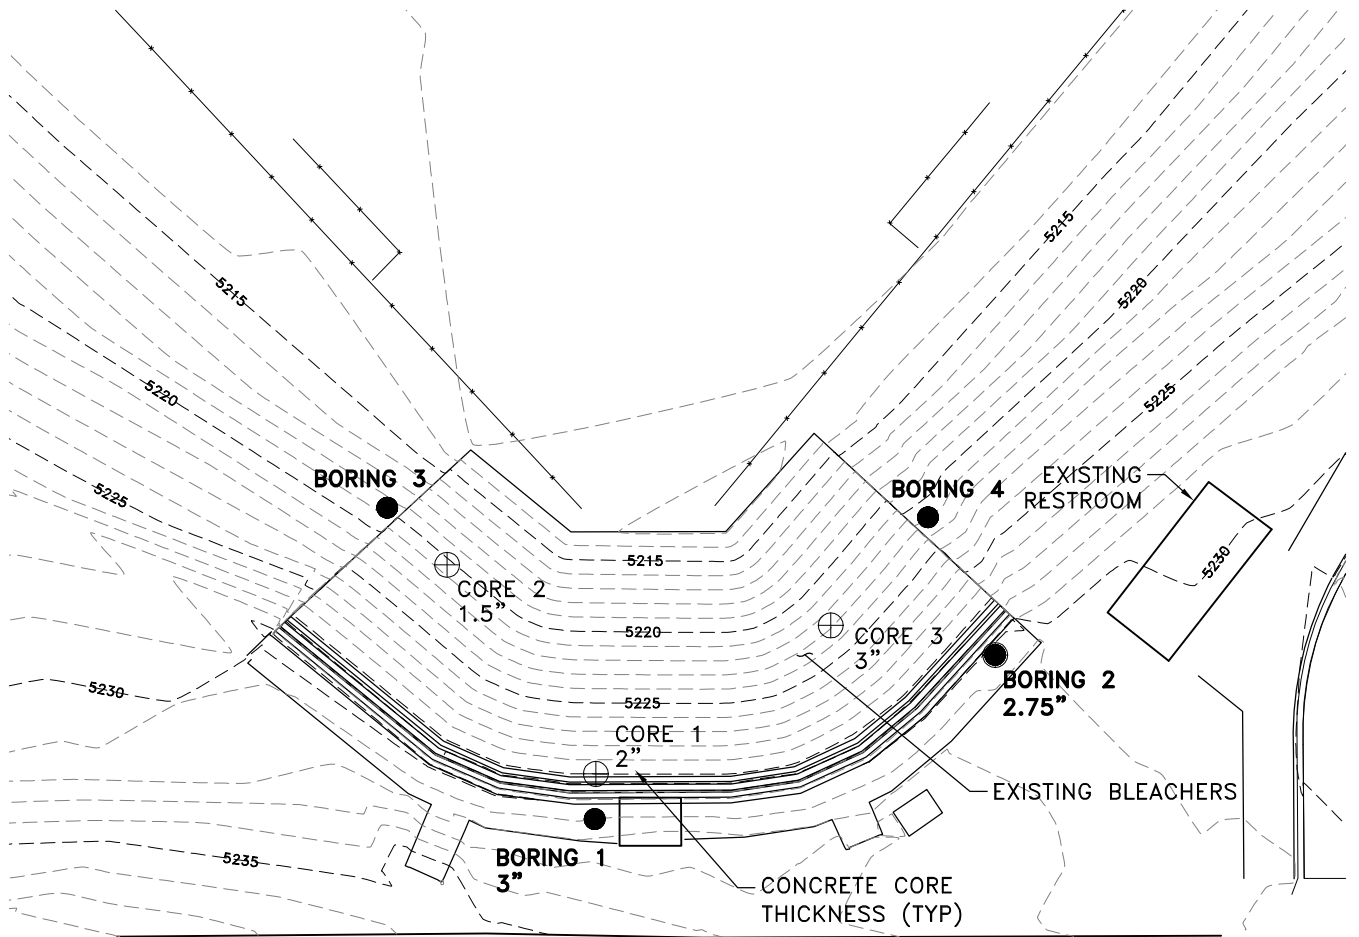 5215
5215
5220
5220
5225
BORING 3
BORING 4
EXISTING
RESTROOM
5225
5215
5230
CORE 2
1.5”
5220
CORE 3
3”
5230
5225
BORING 2
2.75”
CORE 1
2”
EXISTING BLEACHERS
5235
BORING 1
3”
CONCRETE CORE
THICKNESS (TYP)